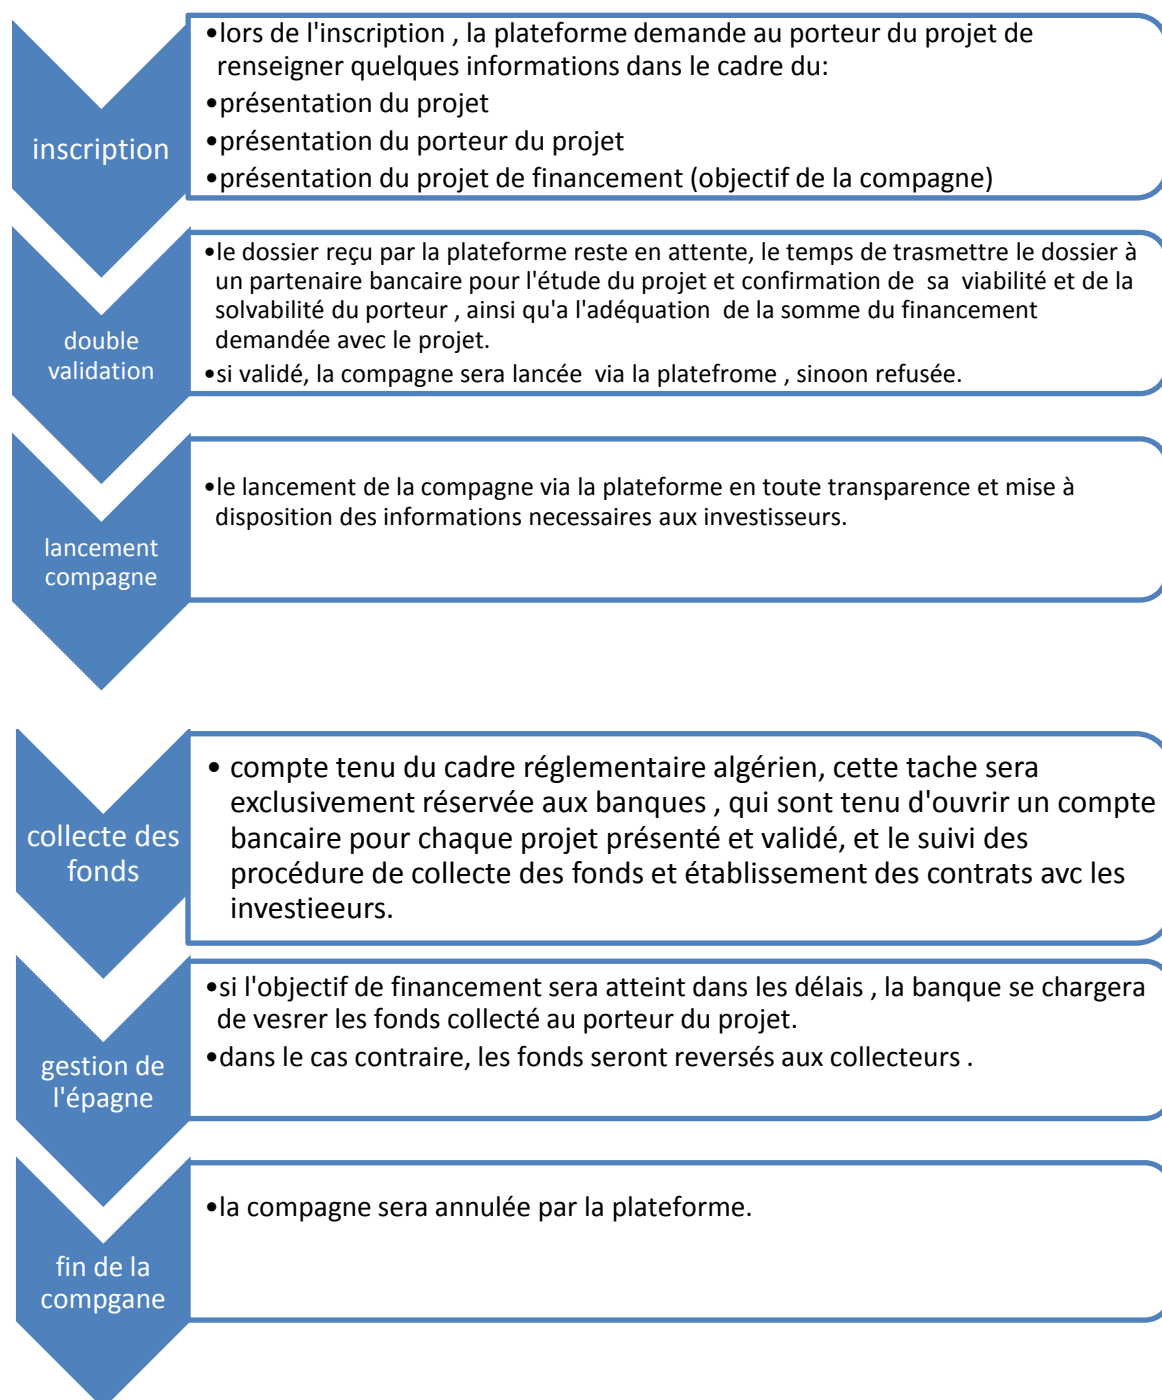 inscription
•lors de l'inscription , la plateforme demande au porteur du projet de
renseigner quelques informations dans le cadre du:
•présentation du projet
•présentation du porteur du projet
•présentation du projet de financement (objectif de la compagne)
double
validation
•le dossier reçu par la plateforme reste en attente, le temps de trasmettre le dossier à
un partenaire bancaire pour l'étude du projet et confirmation de sa viabilité et de la
solvabilité du porteur , ainsi qu'a l'adéquation de la somme du financement
demandée avec le projet.
•si validé, la compagne sera lancée via la platefrome , sinoon refusée.
lancement
compagne
•le lancement de la compagne via la plateforme en toute transparence et mise à
disposition des informations necessaires aux investisseurs.
collecte des
fonds
• compte tenu du cadre réglementaire algérien, cette tache sera
exclusivement réservée aux banques , qui sont tenu d'ouvrir un compte
bancaire pour chaque projet présenté et validé, et le suivi des
procédure de collecte des fonds et établissement des contrats avc les
investieeurs.
gestion de
l'épagne
•si l'objectif de financement sera atteint dans les délais , la banque se chargera
de vesrer les fonds collecté au porteur du projet.
•dans le cas contraire, les fonds seront reversés aux collecteurs .
fin de la
compgane
•la compagne sera annulée par la plateforme.